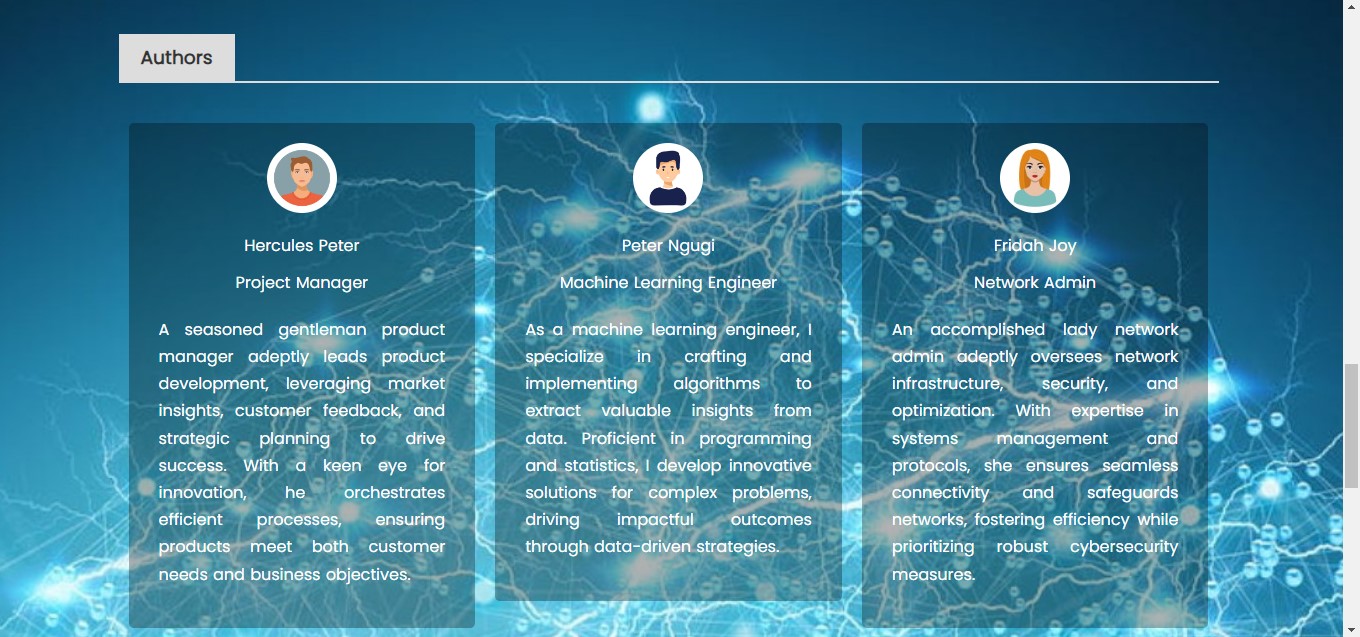 Authors
Hercules Peter
Project Manager
A seasoned gentleman product
manager adeptly leads product
development, leveraging market
insights, customer feedback, and
strategic planning to drive
success. With a keen eye for
innovation, he orchestrates
efficient processes, ensuring
products meet both customer
needs and business objectives.
Peter Ngugi
Machine Learning Engineer
As a machine learning engineer, I
specialize in crafting and
implementing algorithms to
extract valuable insights from
data. Proficient in programming
and statistics, I develop innovative
solutions for complex problems,
driving impactful outcomes
through data-driven strategies.
Fridah Joy
Network Admin
An accomplished lady network
admin adeptly oversees network
infrastructure, security, and
optimization. With expertise in
systems management and
protocols, she ensures seamless
connectivity and safeguards
networks, fostering efficiency while
prioritizing robust cybersecurity
measures.